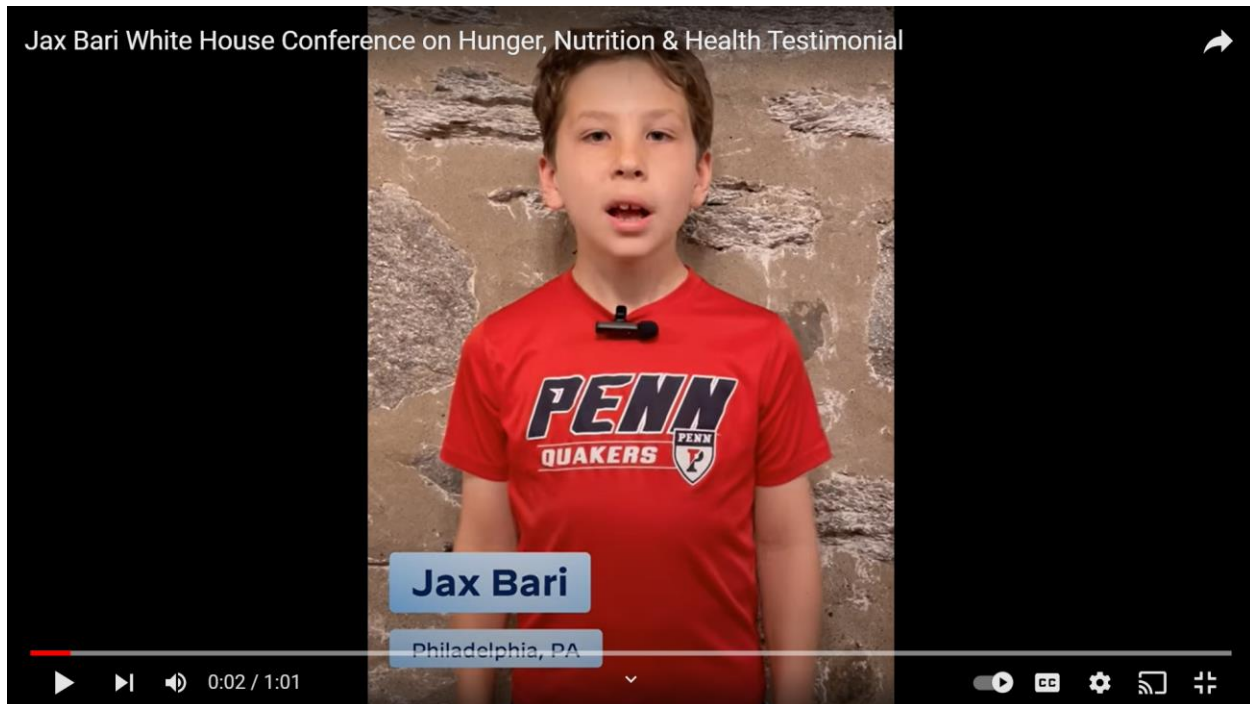 Jax Bari White House Conference on Hunger, Nutrition & Health Testimonial
PENN
QUAKERS
PENN
P
Jax Bari
Philadelphia, PA
0:02 / 1:01
CC